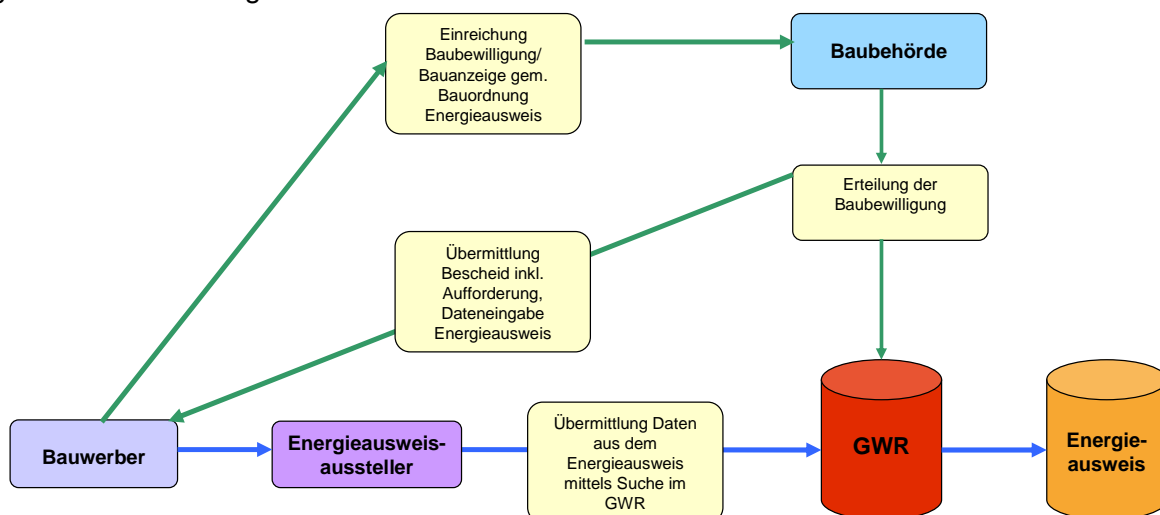 Einreichung
Baubewilligung/
Bauanzeige gem.
Bauordnung
Energieausweis
Baubehörde
Erteilung der
Baubewilligung
Übermittlung
Bescheid inkl.
Aufforderung,
Dateneingabe
Energieausweis
Bauwerber
Energieausweis-
aussteller
Übermittlung Daten
aus dem
Energieausweis
mittels Suche im
GWR
GWR
Energie-
ausweis